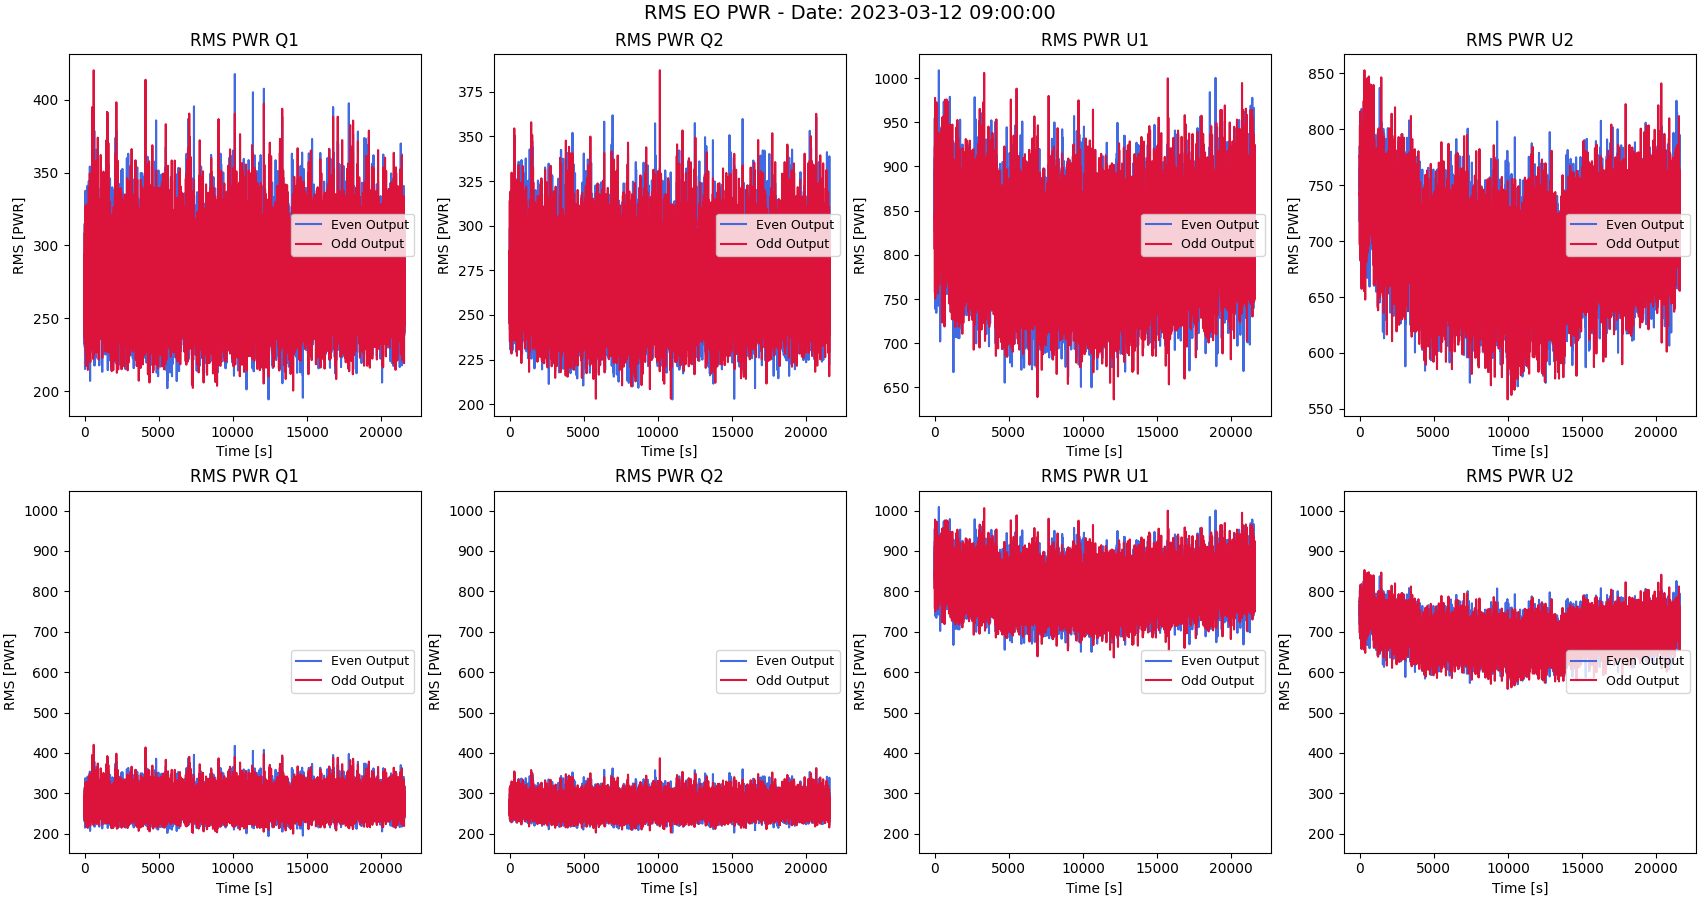 RMS EO PWR - Date: 2023-03-12 09:00:00
RMS PWR Q1
RMS [PWR]
400
350
300
250
200
0 5000 10000 15000 20000
Time [s]
Even Output
Odd Output
RMS PWR Q2
RMS [PWR]
375
350
325
300
275
250
225
200
0 5000 10000 15000 20000
Time [s]
Even Output
Odd Output
RMS PWR U1
RMS [PWR]
1000
950
900
850
800
750
700
650
0 5000 10000 15000 20000
Time [s]
Even Output
Odd Output
RMS PWR U2
RMS [PWR]
850
800
750
700
650
600
550
0 5000 10000 15000 20000
Time [s]
Even Output
Odd Output
RMS PWR Q1
RMS [PWR]
1000
900
800
700
600
500
400
300
200
0 5000 10000 15000 20000
Time [s]
Even Output
Odd Output
RMS PWR Q2
RMS [PWR]
1000
900
800
700
600
500
400
300
200
0 5000 10000 15000 20000
Time [s]
Even Output
Odd Output
RMS PWR U1
RMS [PWR]
1000
900
800
700
600
500
400
300
200
0 5000 10000 15000 20000
Time [s]
Even Output
Odd Output
RMS PWR U2
RMS [PWR]
1000
900
800
700
600
500
400
300
200
0 5000 10000 15000 20000
Time [s]
Even Output
Odd Output